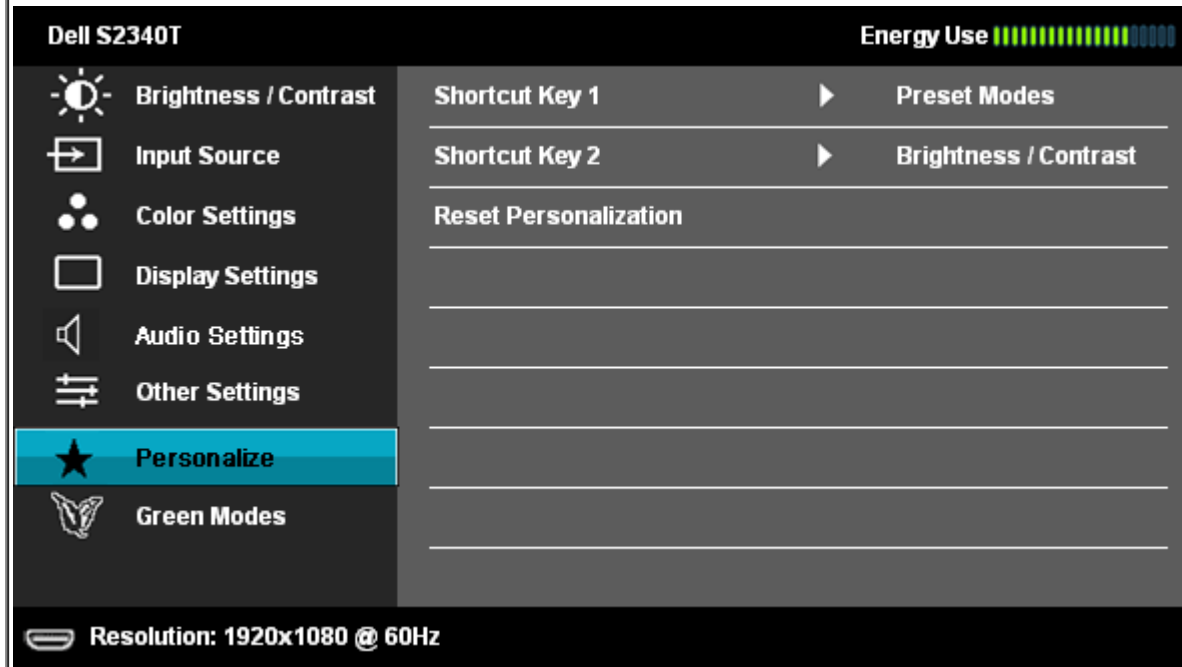 Dell S2340T Energy Use
Brightness / Contrast Shortcut Key 1 Preset Modes
Input Source Shortcut Key 2 Brightness / Contrast
Color Settings Reset Personalization
Display Settings
Audio Settings
Other Settings
Personalize
Green Modes
Resolution: 1920x1080 @ 60Hz